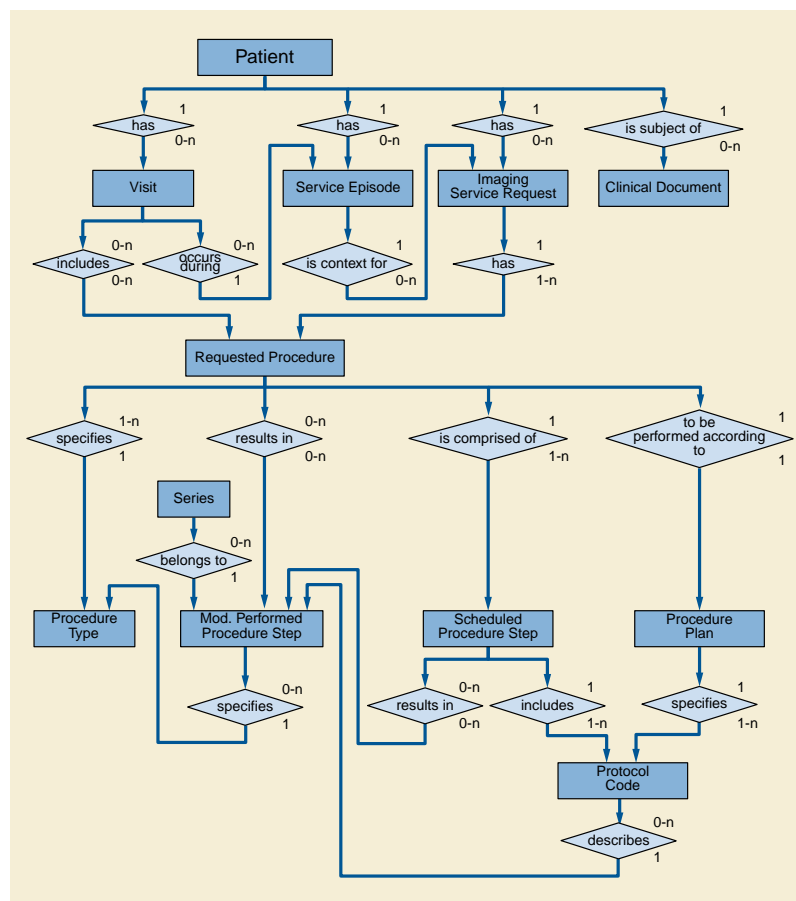 Patient
1
1
1
1
has
has
has
is subject of
0-n
0-n
0-n
0-n
Visit
Service Episode
Imaging
Service Request
Clinical Document
0-n
0-n
1
1
includes
occurs
during
is context for
has
0-n
1
0-n
1-n
Requested Procedure
1-n
0-n
1
1
specifies
results in
is comprised of
to be
performed according
to
1
0-n
1-n
1
Series
0-n
belongs to
1
Procedure
Type
Mod. Performed
Procedure Step
Scheduled
Procedure Step
Procedure
Plan
0-n
0-n
1
1
specifies
results in
includes
specifies
1
0-n
1-n
1-n
Protocol
Code
0-n
describes
1